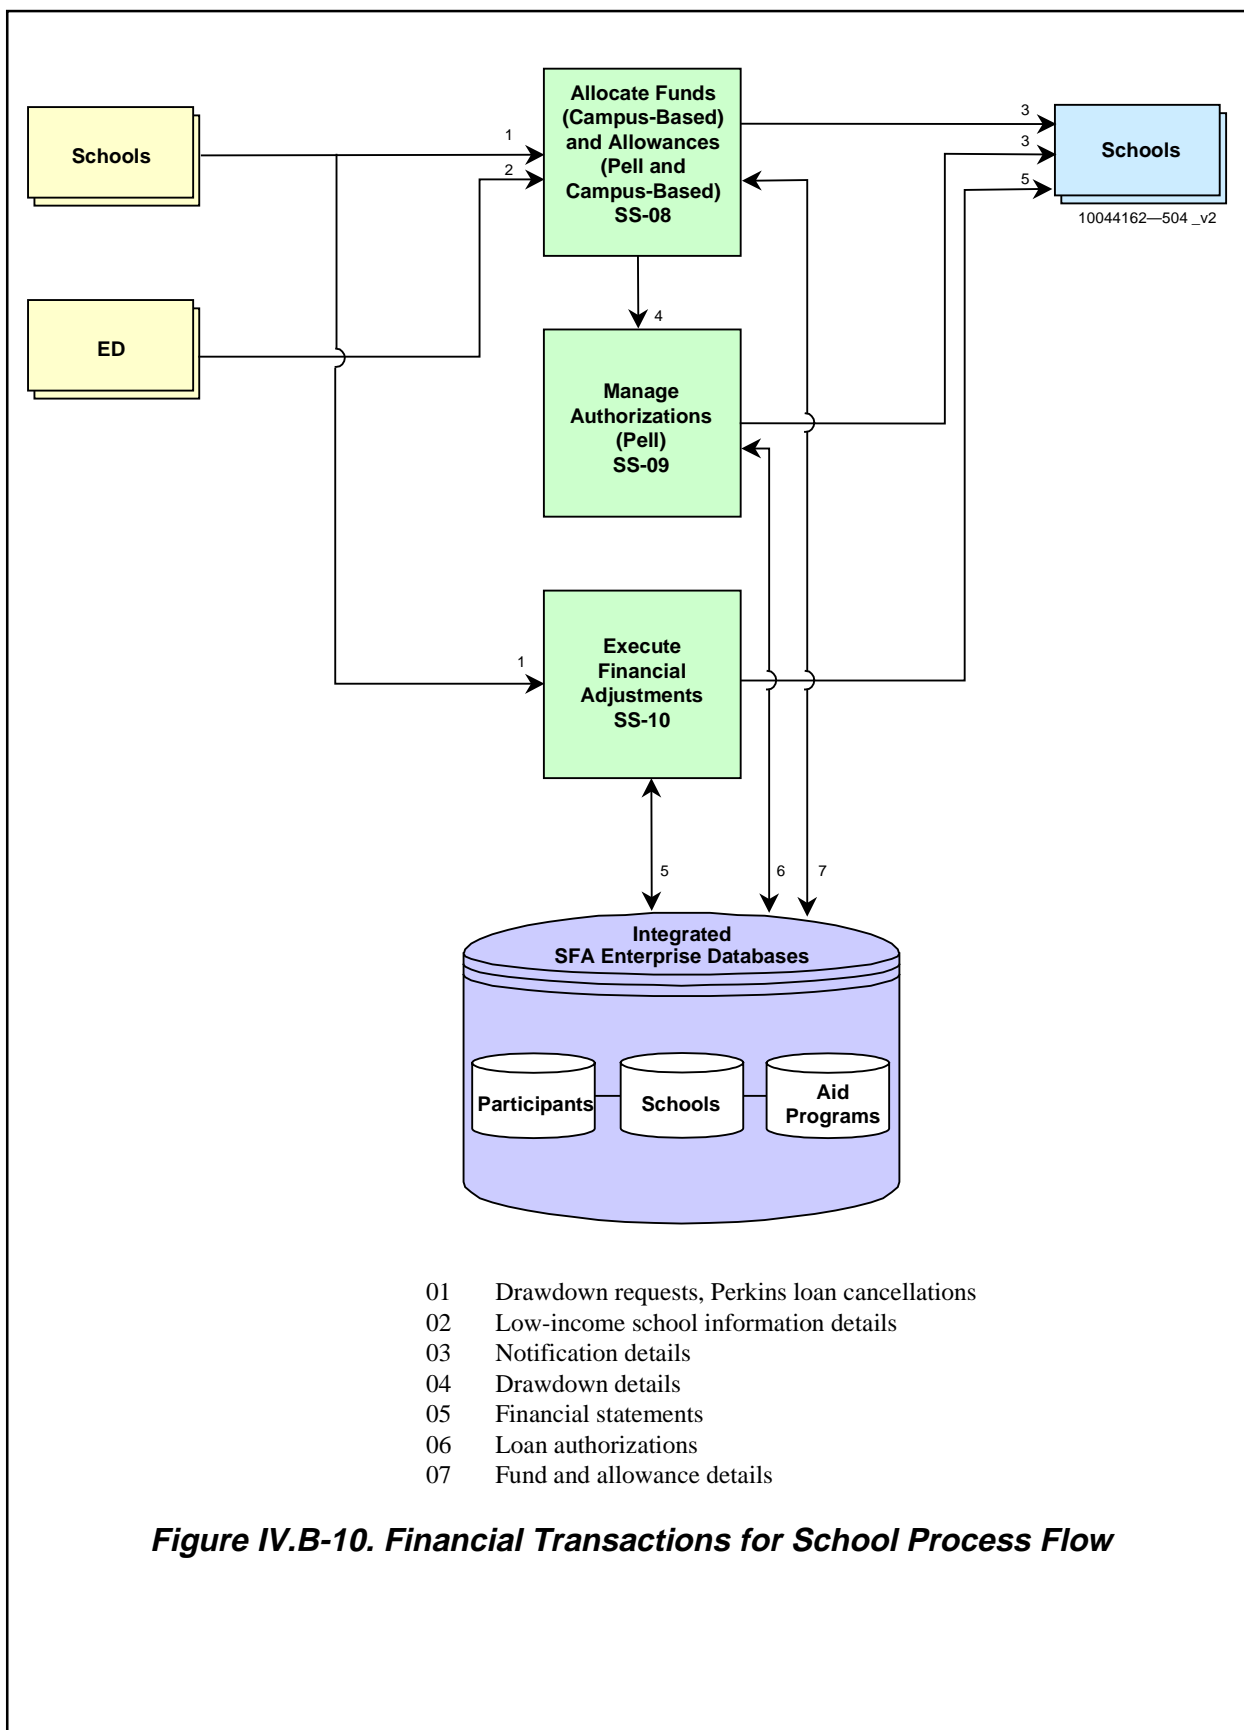 Allocate Funds
(Campus-Based)
and Allowances
(Pell and
Campus-Based)
SS-08
Schools
1
2
3
3
5
Schools
10044162—504 _v2
ED
4
Manage
Authorizations
(Pell)
SS-09
1
Execute
Financial
Adjustments
SS-10
5
6
7
Integrated
SFA Enterprise Databases
Participants
Schools
Aid
Programs
01 Drawdown requests, Perkins loan cancellations
02 Low-income school information details
03 Notification details
04 Drawdown details
05 Financial statements
06 Loan authorizations
07 Fund and allowance details
Figure IV.B-10. Financial Transactions for School Process Flow